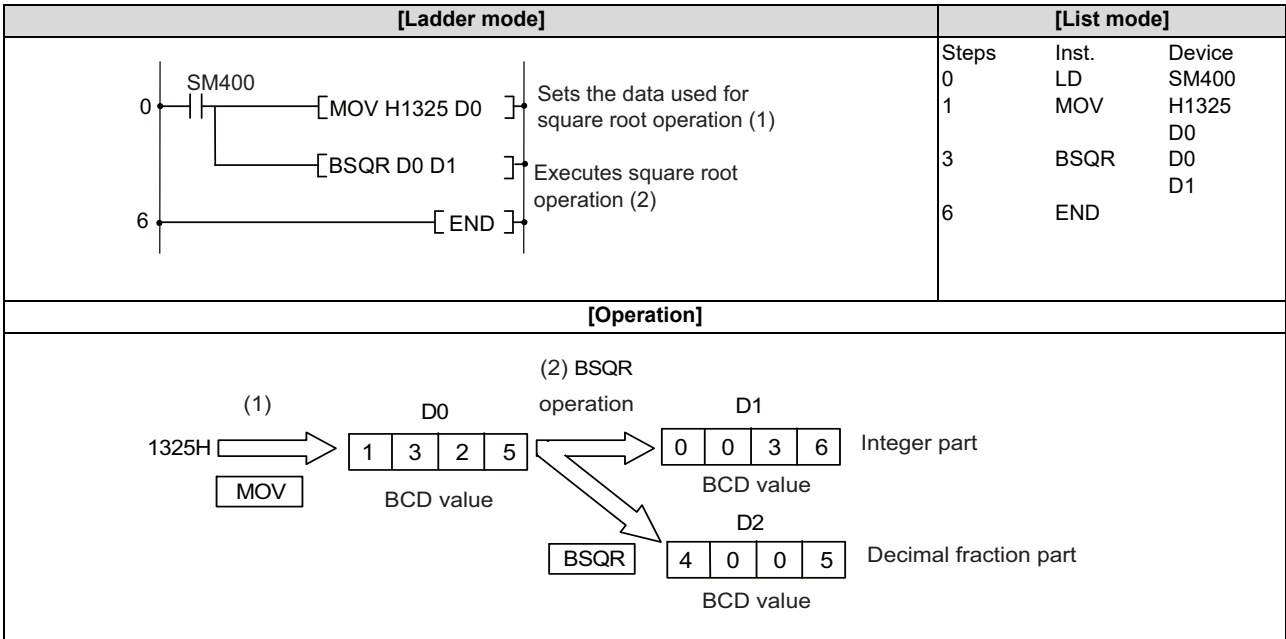 [Ladder mode] [List mode]
SM400
0 [MOV H1325 D0 ] Sets the data used for
square root operation (1)
[BSQR D0 D1 ] Executes square root
operation (2)
6 [ END ]
Steps Inst. Device
0 LD SM400
1 MOV H1325
D0
3 BSQR D0
D1
6 END
[Operation]
(2) BSQR
(1) D0 operation D1
1325H 1 3 2 5 0 0 3 6 Integer part
MOV BCD value BCD value
D2
BSQR 4 0 0 5 Decimal fraction part
BCD value